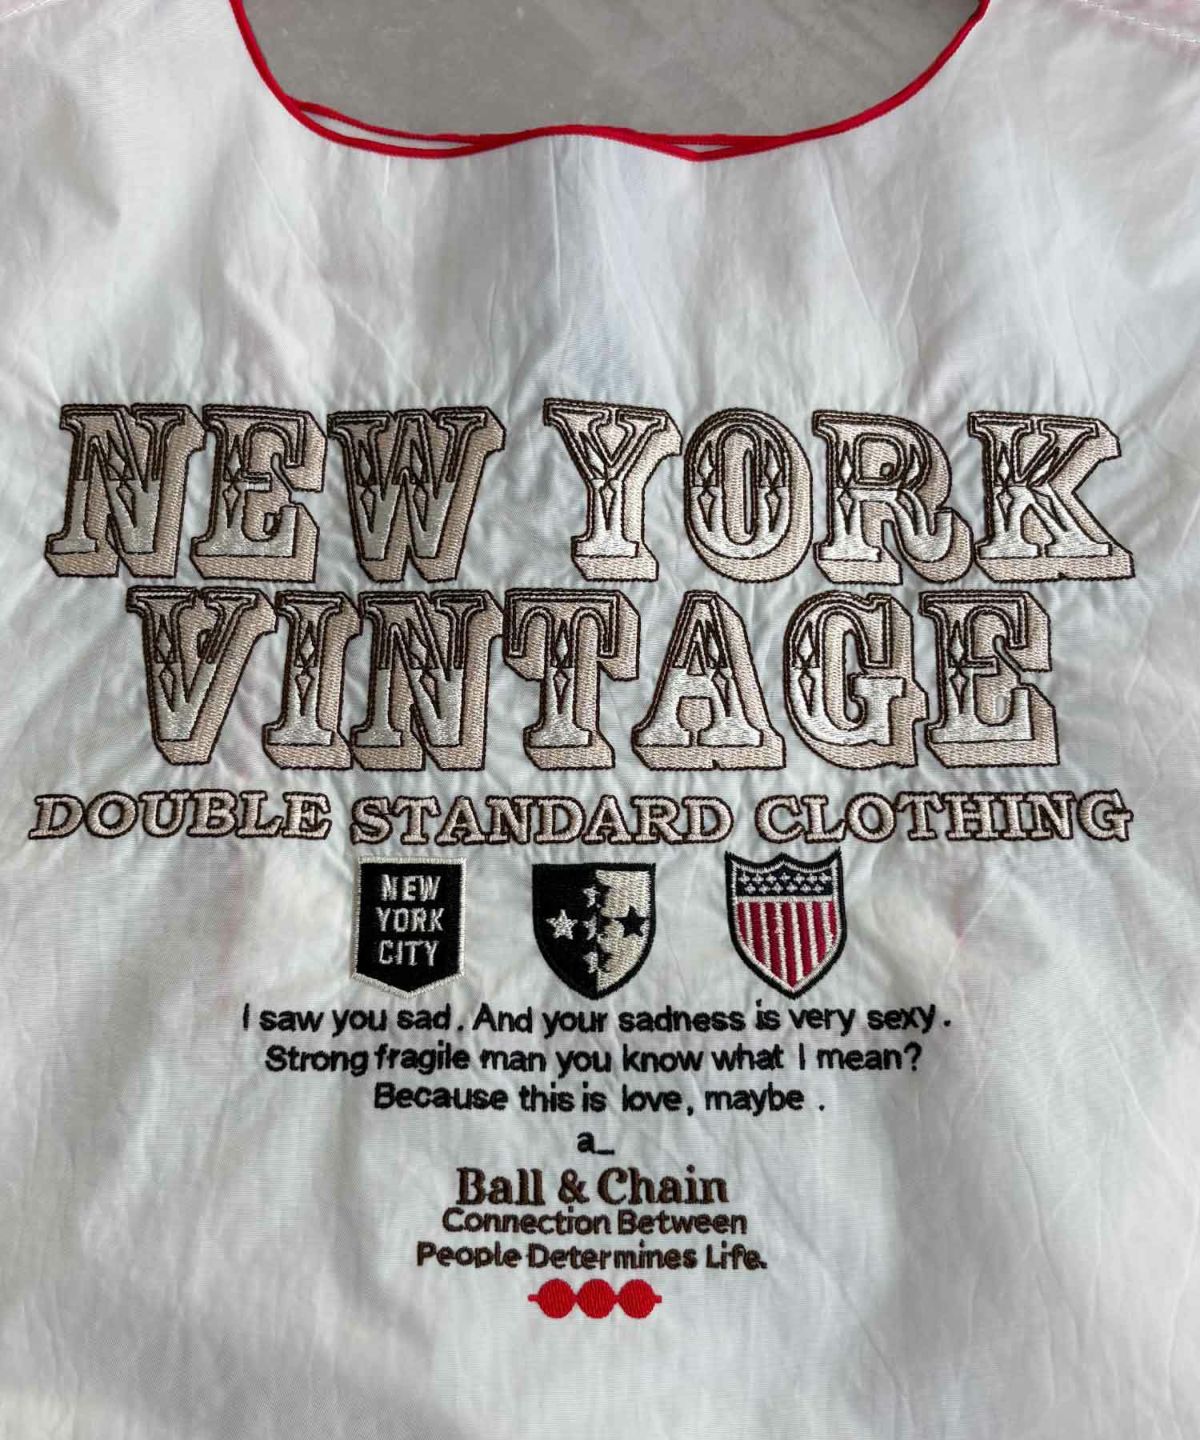 NEW YORK
VINTAGE
DOUBLE STANDARD CLOTHING
NEW
YORK
CITY
I saw you sad. And your sadness is very sexy.
Strong fragile man you know what I mean?
Because this is love, maybe .
a_
Ball & Chain
Connection Between
People Determines Life.